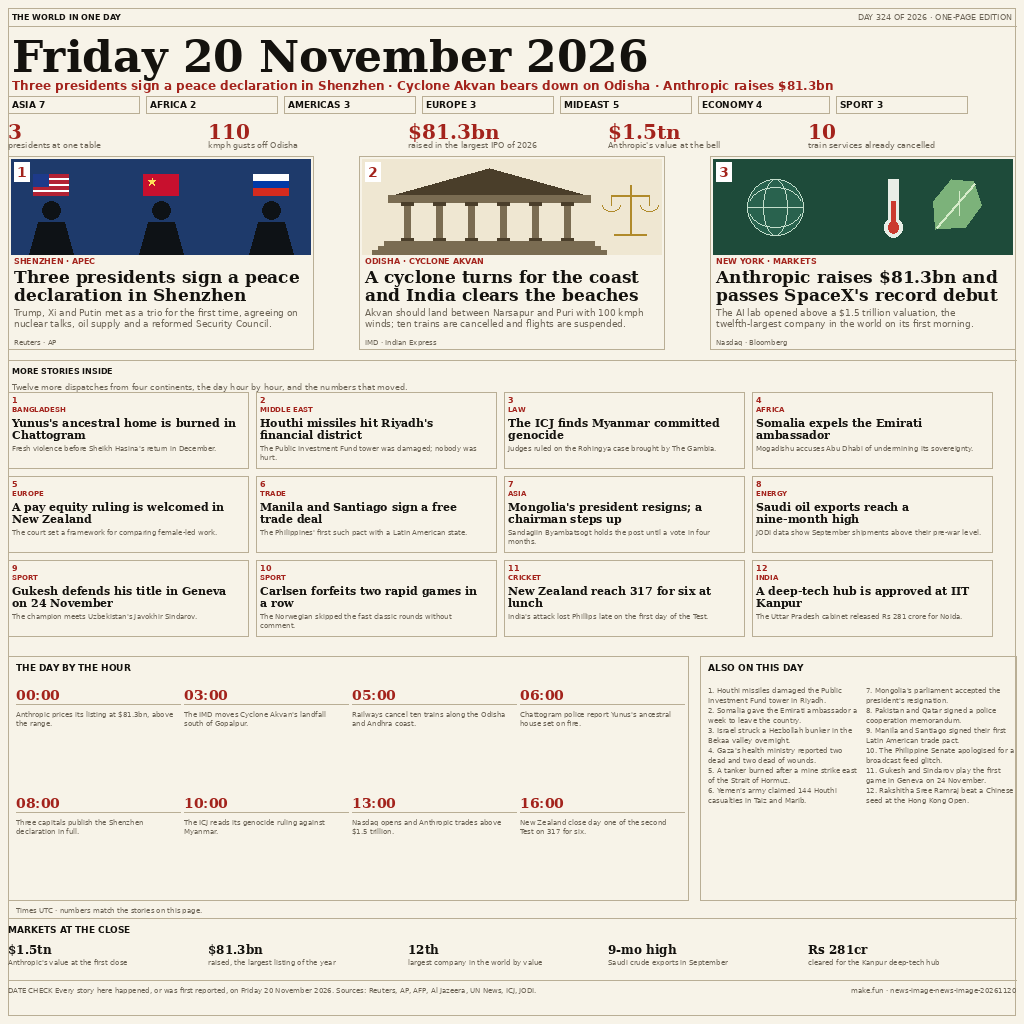 THE WORLD IN ONE DAY
DAY 324 OF 2026 · ONE-PAGE EDITION
Friday 20 November 2026
Three presidents sign a peace declaration in Shenzhen · Cyclone Akvan bears down on Odisha · Anthropic raises $81.3bn
ASIA 7
AFRICA 2
AMERICAS 3
EUROPE 3
MIDEAST 5
ECONOMY 4
SPORT 3
3
presidents at one table
110
kmph gusts off Odisha
$81.3bn
raised in the largest IPO of 2026
$1.5tn
Anthropic's value at the bell
10
train services already cancelled
1
SHENZHEN · APEC
Three presidents sign a peace
declaration in Shenzhen
Trump, Xi and Putin met as a trio for the first time, agreeing on
nuclear talks, oil supply and a reformed Security Council.
Reuters · AP
2
ODISHA · CYCLONE AKVAN
A cyclone turns for the coast
and India clears the beaches
Akvan should land between Narsapur and Puri with 100 kmph
winds; ten trains are cancelled and flights are suspended.
IMD · Indian Express
3
NEW YORK · MARKETS
Anthropic raises $81.3bn and
passes SpaceX's record debut
The AI lab opened above a $1.5 trillion valuation, the
twelfth-largest company in the world on its first morning.
Nasdaq · Bloomberg
MORE STORIES INSIDE
Twelve more dispatches from four continents, the day hour by hour, and the numbers that moved.
1
BANGLADESH
Yunus's ancestral home is burned in
Chattogram
Fresh violence before Sheikh Hasina's return in December.
2
MIDDLE EAST
Houthi missiles hit Riyadh's
financial district
The Public Investment Fund tower was damaged; nobody was
hurt.
3
LAW
The ICJ finds Myanmar committed
genocide
Judges ruled on the Rohingya case brought by The Gambia.
4
AFRICA
Somalia expels the Emirati
ambassador
Mogadishu accuses Abu Dhabi of undermining its sovereignty.
5
EUROPE
A pay equity ruling is welcomed in
New Zealand
The court set a framework for comparing female-led work.
6
TRADE
Manila and Santiago sign a free
trade deal
The Philippines' first such pact with a Latin American state.
7
ASIA
Mongolia's president resigns; a
chairman steps up
Sandagiin Byambatsogt holds the post until a vote in four
months.
8
ENERGY
Saudi oil exports reach a
nine-month high
JODI data show September shipments above their pre-war level.
9
SPORT
Gukesh defends his title in Geneva
on 24 November
The champion meets Uzbekistan's Javokhir Sindarov.
10
SPORT
Carlsen forfeits two rapid games in
a row
The Norwegian skipped the fast classic rounds without
comment.
11
CRICKET
New Zealand reach 317 for six at
lunch
India's attack lost Phillips late on the first day of the Test.
12
INDIA
A deep-tech hub is approved at IIT
Kanpur
The Uttar Pradesh cabinet released Rs 281 crore for Noida.
THE DAY BY THE HOUR
00:00
Anthropic prices its listing at $81.3bn, above
the range.
03:00
The IMD moves Cyclone Akvan's landfall
south of Gopalpur.
05:00
Railways cancel ten trains along the Odisha
and Andhra coast.
06:00
Chattogram police report Yunus's ancestral
house set on fire.
08:00
Three capitals publish the Shenzhen
declaration in full.
10:00
The ICJ reads its genocide ruling against
Myanmar.
13:00
Nasdaq opens and Anthropic trades above
$1.5 trillion.
16:00
New Zealand close day one of the second
Test on 317 for six.
Times UTC · numbers match the stories on this page.
ALSO ON THIS DAY
1. Houthi missiles damaged the Public
Investment Fund tower in Riyadh.
2. Somalia gave the Emirati ambassador a
week to leave the country.
3. Israel struck a Hezbollah bunker in the
Bekaa valley overnight.
4. Gaza's health ministry reported two
dead and two dead of wounds.
5. A tanker burned after a mine strike east
of the Strait of Hormuz.
6. Yemen's army claimed 144 Houthi
casualties in Taiz and Marib.
7. Mongolia's parliament accepted the
president's resignation.
8. Pakistan and Qatar signed a police
cooperation memorandum.
9. Manila and Santiago signed their first
Latin American trade pact.
10. The Philippine Senate apologised for a
broadcast feed glitch.
11. Gukesh and Sindarov play the first
game in Geneva on 24 November.
12. Rakshitha Sree Ramraj beat a Chinese
seed at the Hong Kong Open.
MARKETS AT THE CLOSE
$1.5tn
Anthropic's value at the first close
$81.3bn
raised, the largest listing of the year
12th
largest company in the world by value
9-mo high
Saudi crude exports in September
Rs 281cr
cleared for the Kanpur deep-tech hub
DATE CHECK Every story here happened, or was first reported, on Friday 20 November 2026. Sources: Reuters, AP, AFP, Al Jazeera, UN News, ICJ, JODI.
make.fun · news-image-news-image-20261120